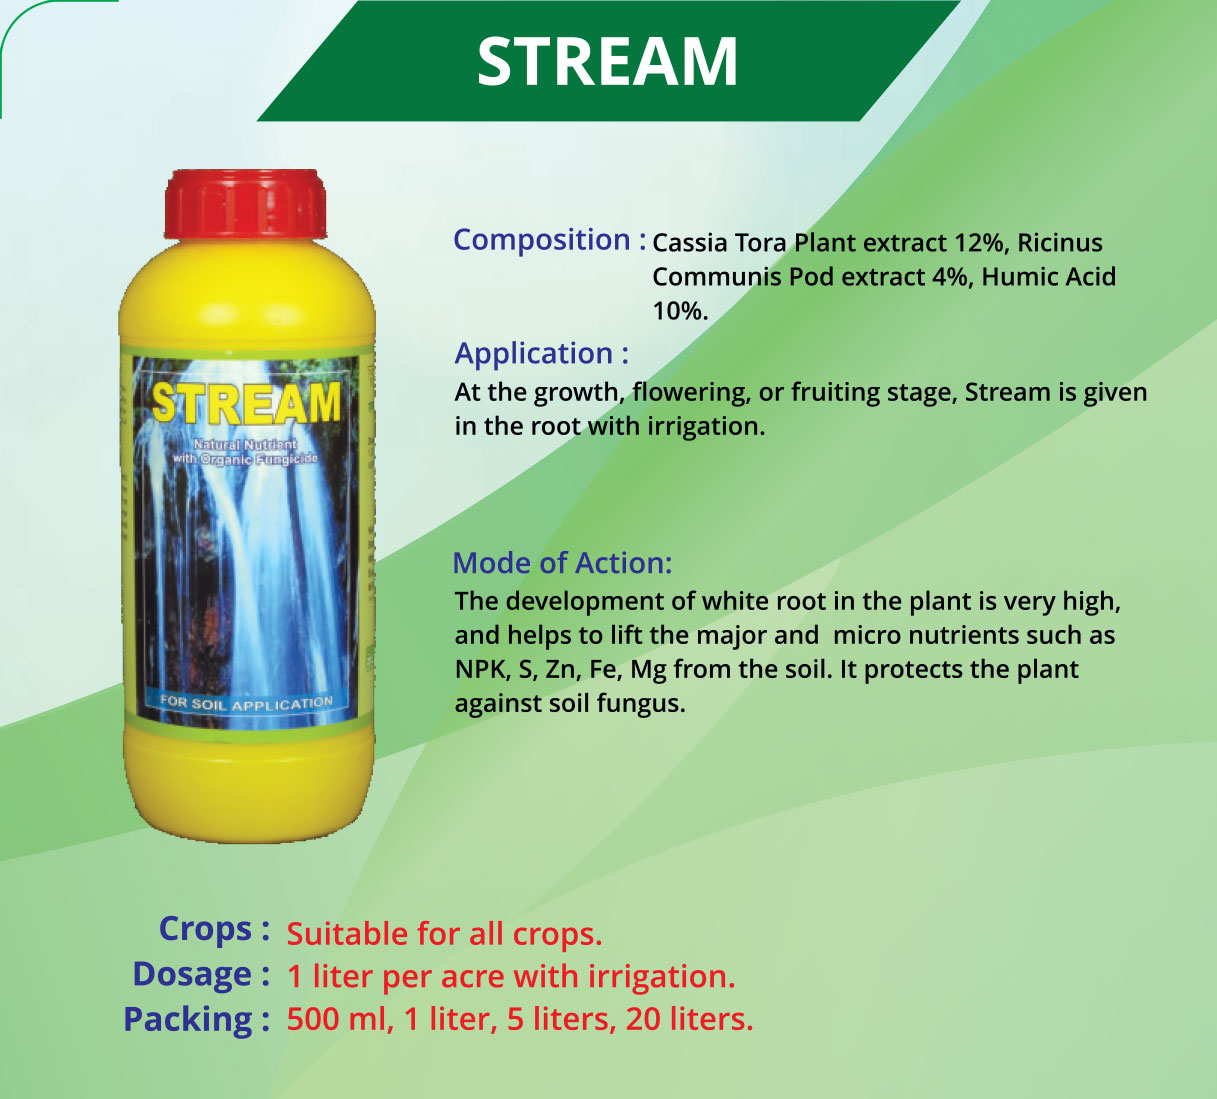 STREAM
Composition : Cassia Tora Plant extract 12%, Ricinus
Communis Pod extract 4%, Humic Acid
10%.
Application :
At the growth, flowering, or fruiting stage, Stream is given
in the root with irrigation.
STREAM
Natural Nutrient
with Organic Fungicide
FOR SOIL APPLICATION
Mode of Action:
The development of white root in the plant is very high,
and helps to lift the major and  micro nutrients such as
NPK, S, Zn, Fe, Mg from the soil. It protects the plant
against soil fungus.
Crops : Suitable for all crops.
Dosage : 1 liter per acre with irrigation.
Packing : 500 ml, 1 liter, 5 liters, 20 liters.